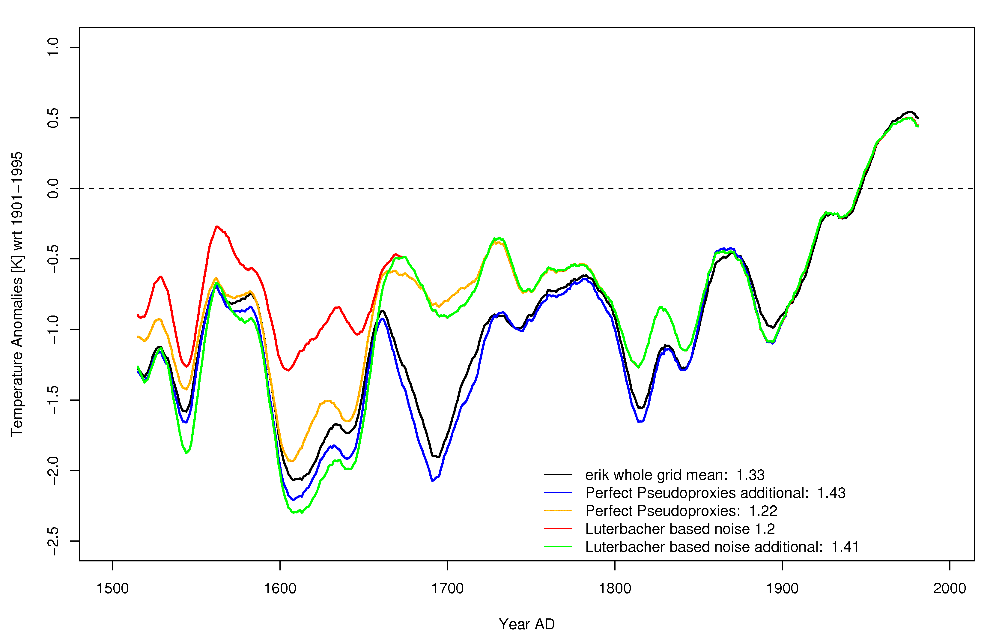 1.0
0.5
0.0
−0.5
−1.0
−1.5
−2.0
−2.5
Temperature Anomalies [K] wrt 1901−1995
erik whole grid mean: 1.33
Perfect Pseudoproxies additional: 1.43
Perfect Pseudoproxies: 1.22
Luterbacher based noise 1.2
Luterbacher based noise additional: 1.41
1500 1600 1700 1800 1900 2000
Year AD